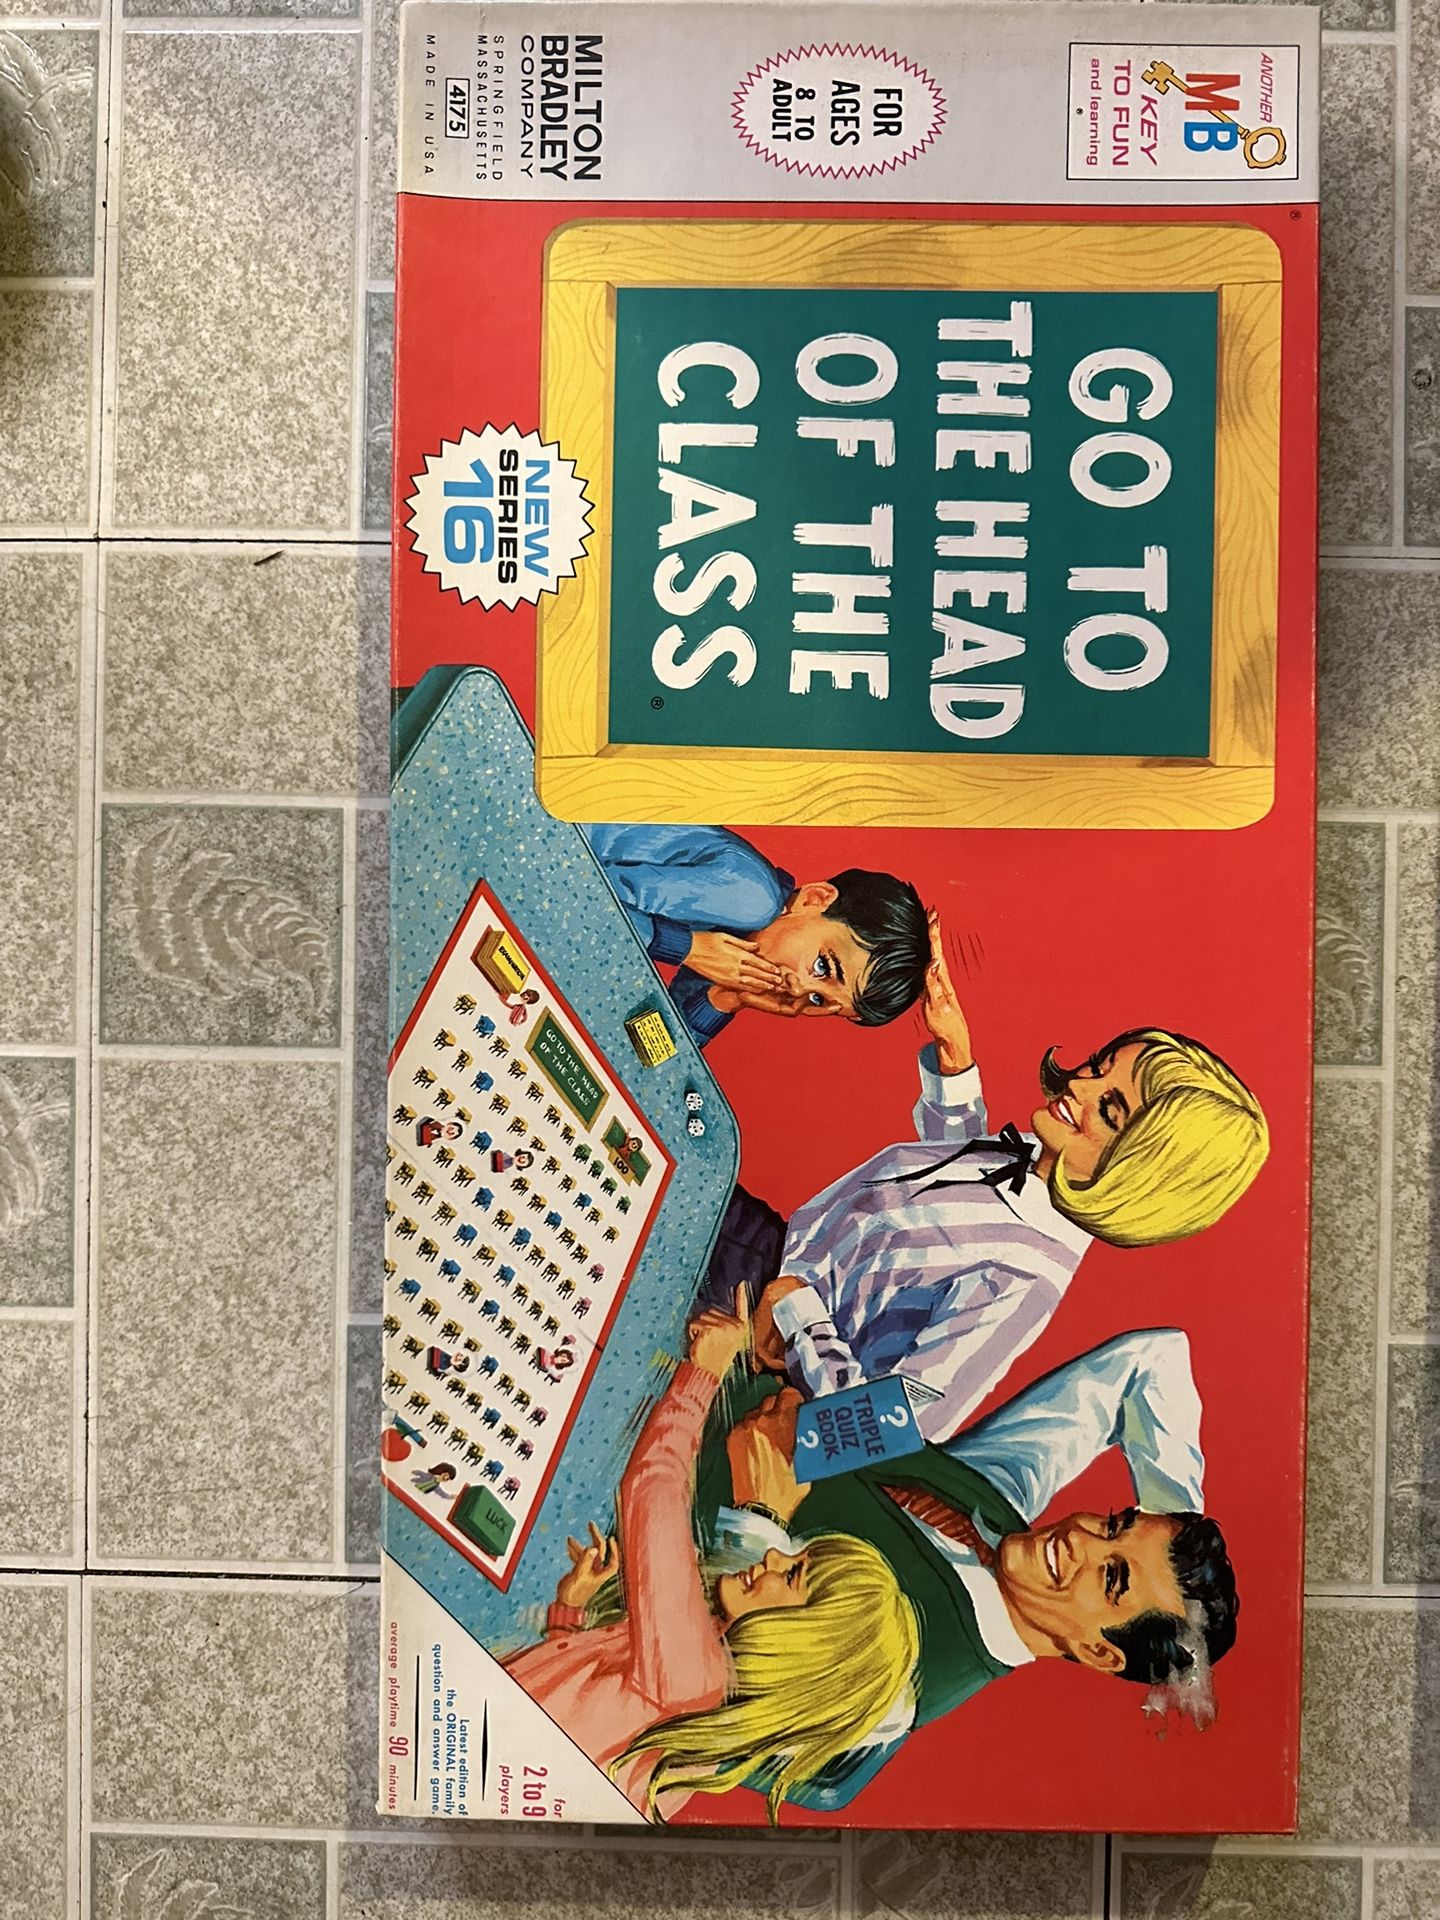 ANOTHER
MB
KEY
TO FUN
and learning
®
FOR
AGES
8 TO
ADULT
MILTON
BRADLEY
COMPANY
SPRINGFIELD
MASSACHUSETTS
4175
MADE IN USA
®
GO TO
THE HEAD
OF THE
CLASS
®
NEW
SERIES
16
GO TO THE HEAD
OF THE CLASS
100
LUCK
?
TRIPLE
QUIZ
BOOK
?
for
2 to 9
players
Latest edition of
the ORIGINAL family
question and answer game.
average playtime 90 minutes